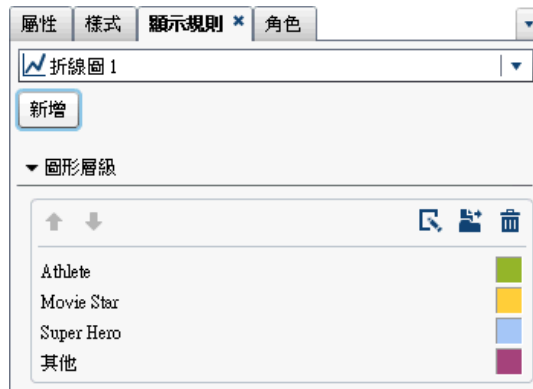 屬性 樣式 顯示規則 角色
折線圖 1
新增
圖形層級
Athlete
Movie Star
Super Hero
其他